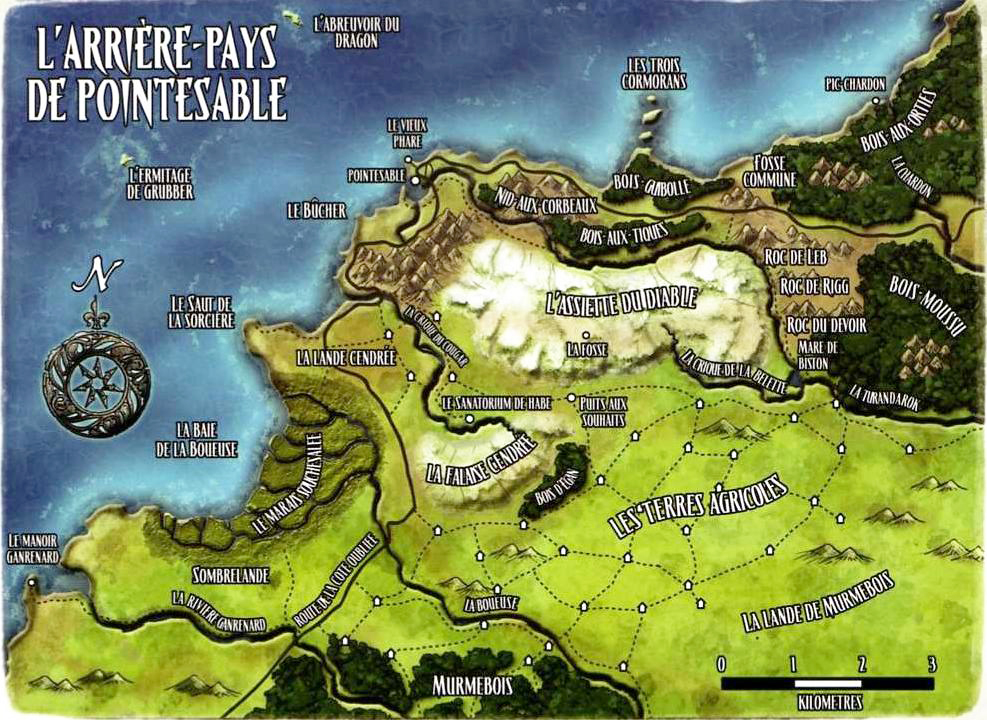 L'ARRIÈRE-PAYS
DE POINTESABLE
L'ABREUVOIR DU
DRAGON
LES TROIS
CORMORANS
PIC-CHARDON
BOIS-AUX-ORTIES
LE VIEUX
PHARE
L'ERMITAGE
DE GRUBBER
POINTESABLE
FOSSE
COMMUNE
LA CHARDON
BOIS-GUIBOLLE
NID-AUX-CORBEAUX
LE BÛCHER
BOIS-AUX-TIQUES
N
ROC DE LEB
ROC DE RIGG
BOIS-MOUSSU
L'ASSIETTE DU DIABLE
LE SAUT DE
LA SORCIÈRE
ROC DU DEVOIR
LA CRIQUE DU COUGAR
LA FOSSE
LA LANDE CENDRÉE
MARE DE
BISTON
LA CRIQUE-DE-LA-BELETTE
LA TURANDAROK
LE SANATORIUM DE HABE
PUITS AUX
SOUHAITS
LA BAIE
DE LA BOUEUSE
LE MARAIS SORCHESALÉE
LA FALAISE CENDRÉE
BOIS D'EGAN
LES TERRES AGRICOLES
LE MANOIR
GANRENARD
SOMBRELANDE
ROUTE DE LA CÔTE OUBLIÉE
LA RIVIÈRE GANRENARD
LA BOUEUSE
LA LANDE DE MURMEBOIS
MURMEBOIS
0 1 2 3
KILOMETRES